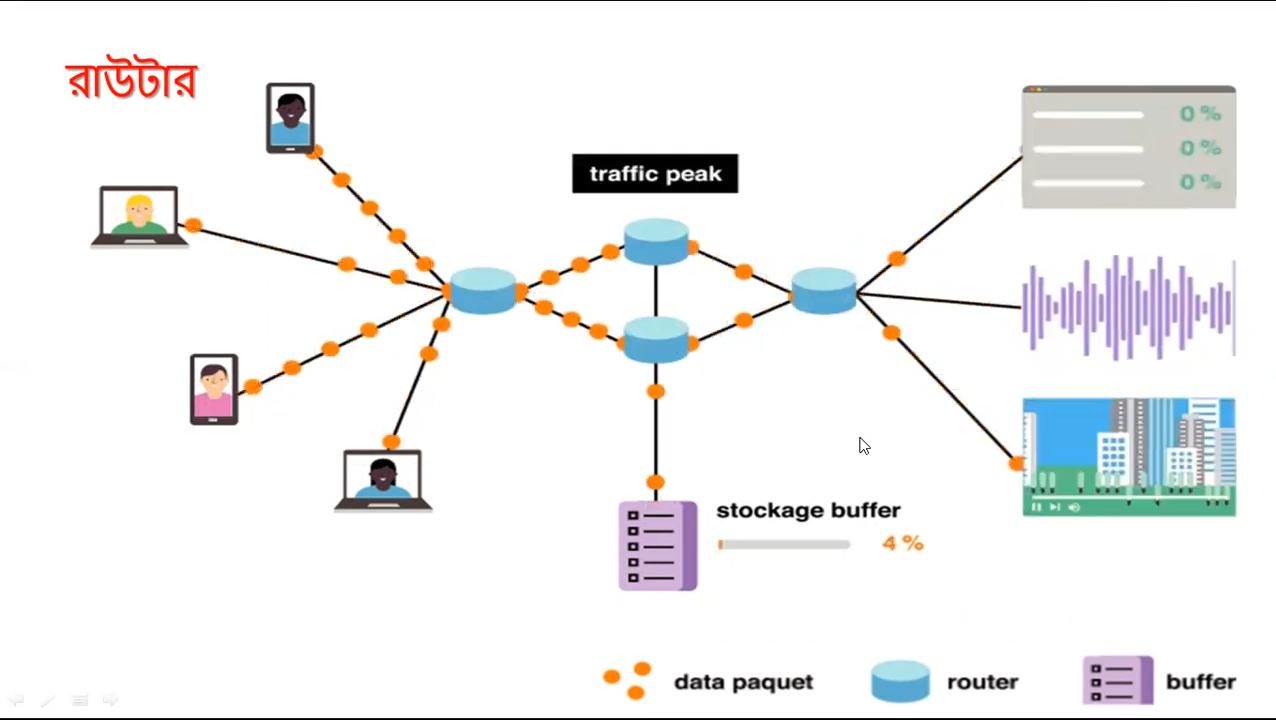 রাউটার
traffic peak
0 %
0 %
0 %
stockage buffer
4 %
data paquet
router
buffer